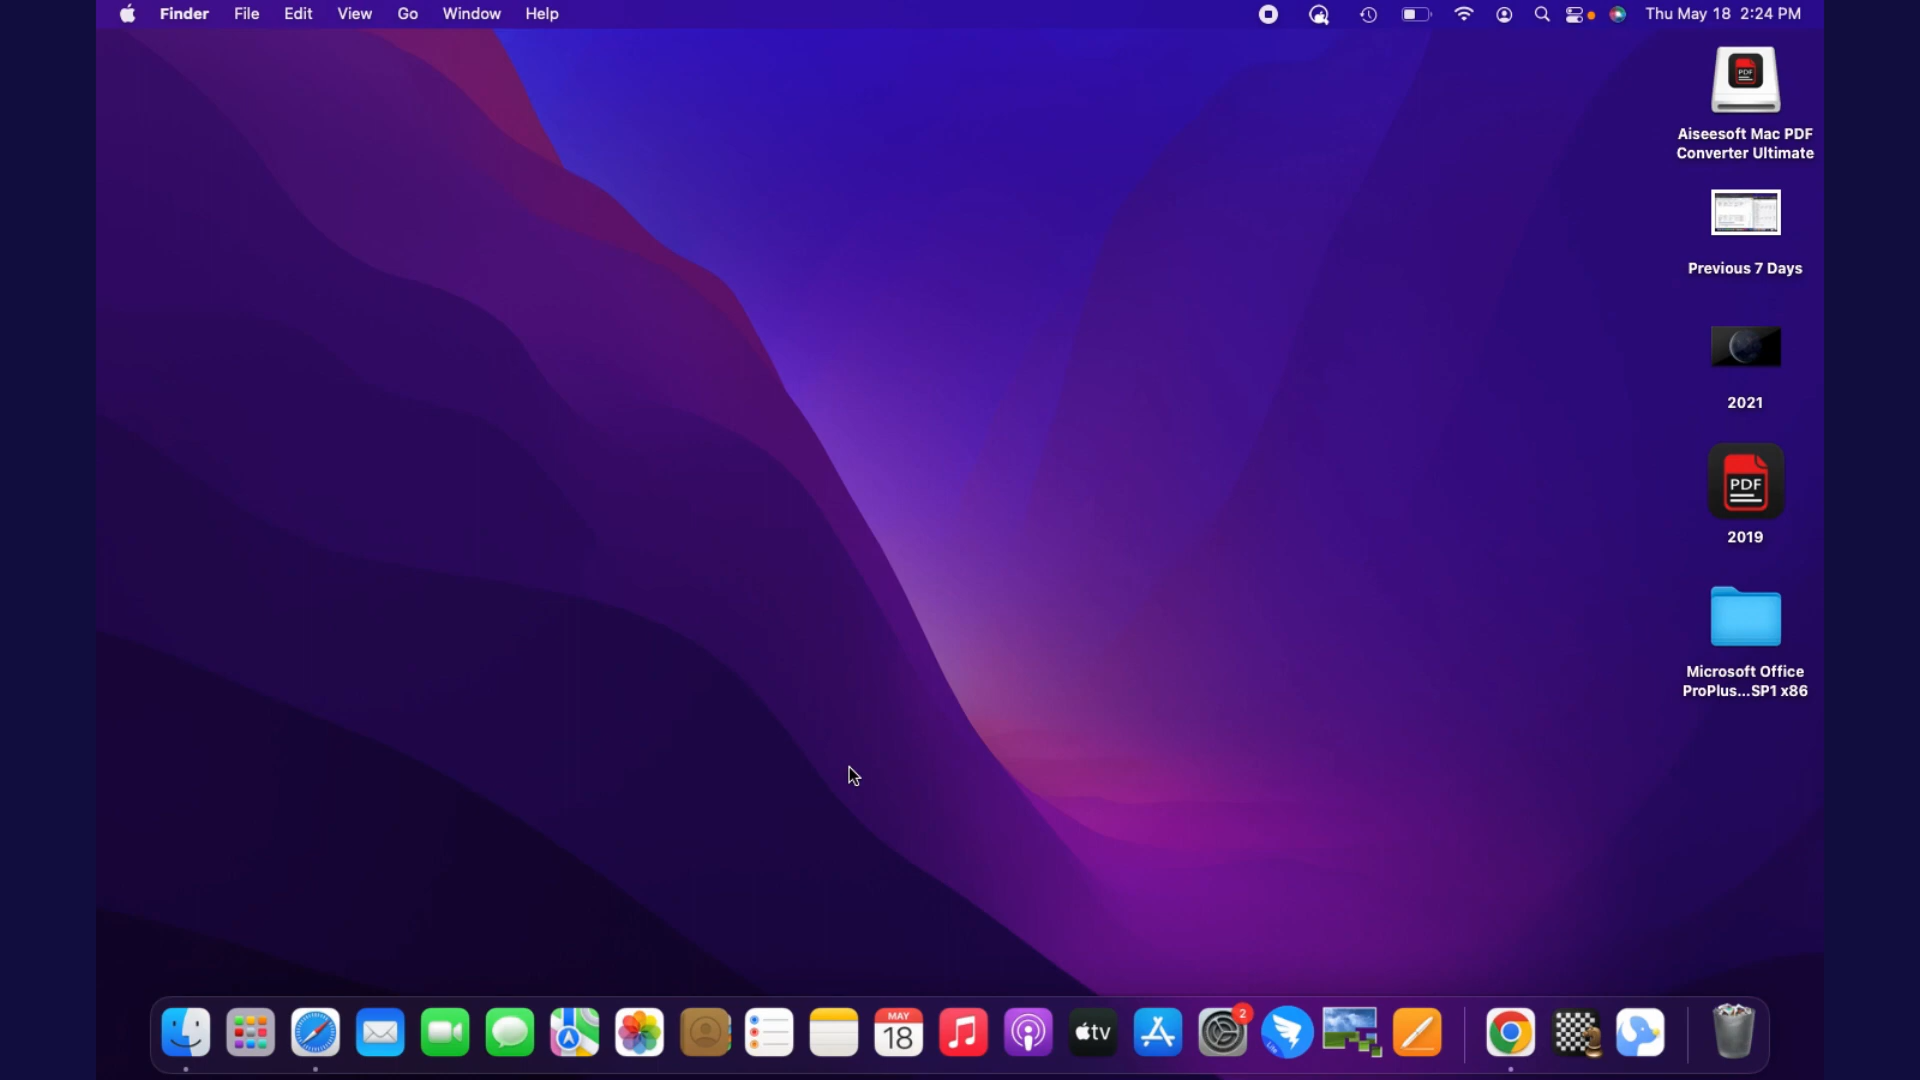 Finder File Edit View Go Window Help Thu May 18 2:24 PM
PDF
Aiseesoft Mac PDF
Converter Ultimate
Previous 7 Days
2021
PDF
2019
Microsoft Office
ProPlus...SP1 x86
MAY
18
tv
2
Lite